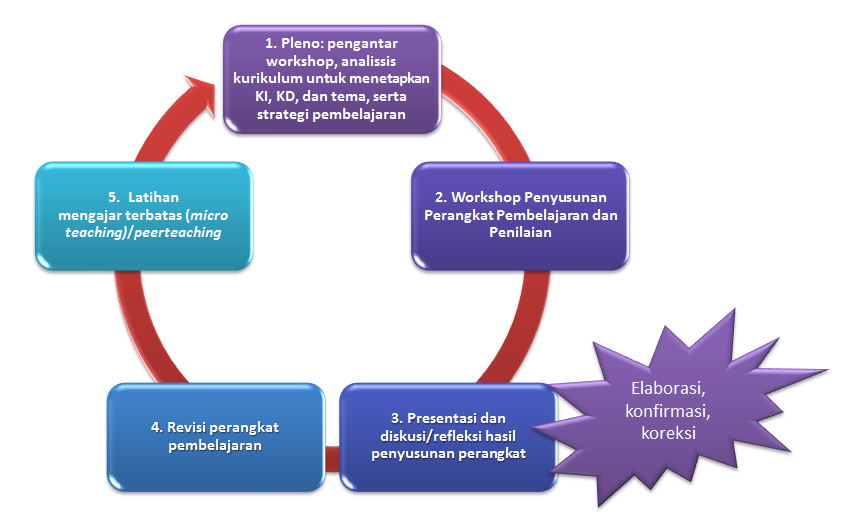 1. Pleno: pengantar
workshop, analissis
kurikulum untuk menetapkan
KI, KD, dan tema, serta
strategi pembelajaran
2. Workshop Penyusunan
Perangkat Pembelajaran dan
Penilaian
3. Presentasi dan
diskusi/refleksi hasil
penyusunan perangkat
Elaborasi,
konfirmasi,
koreksi
4. Revisi perangkat
pembelajaran
5. Latihan
mengajar terbatas (micro
teaching)/peerteaching